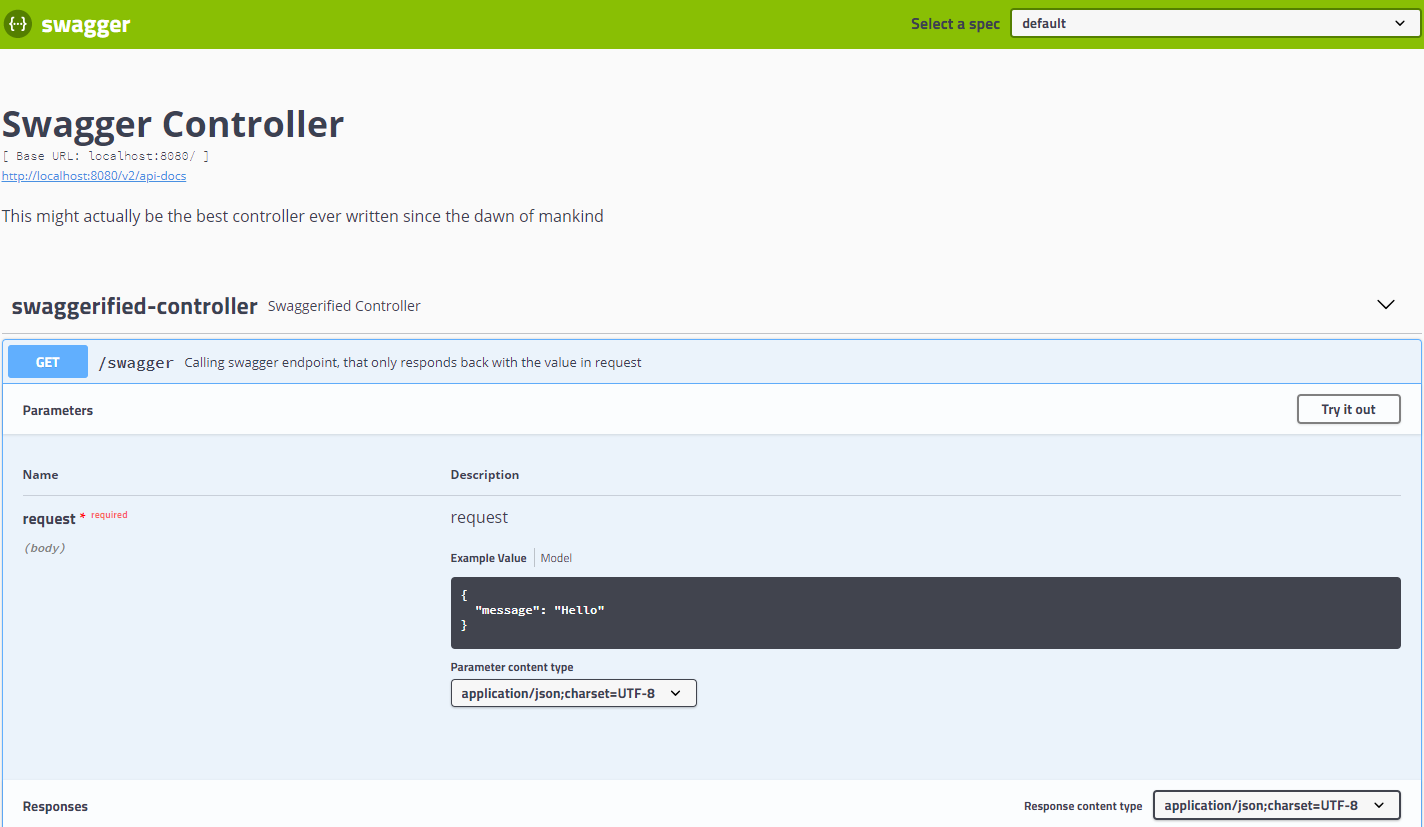 {···} swagger Select a spec default
Swagger Controller
[ Base URL: localhost:8080/ ]
http://localhost:8080/v2/api-docs
This might actually be the best controller ever written since the dawn of mankind
swaggerified-controller Swaggerified Controller
GET /swagger Calling swagger endpoint, that only responds back with the value in request
Parameters Try it out
Name Description
request * required request
(body)
Example Value Model
{
"message": "Hello"
}
Parameter content type
application/json;charset=UTF-8
Responses Response content type application/json;charset=UTF-8